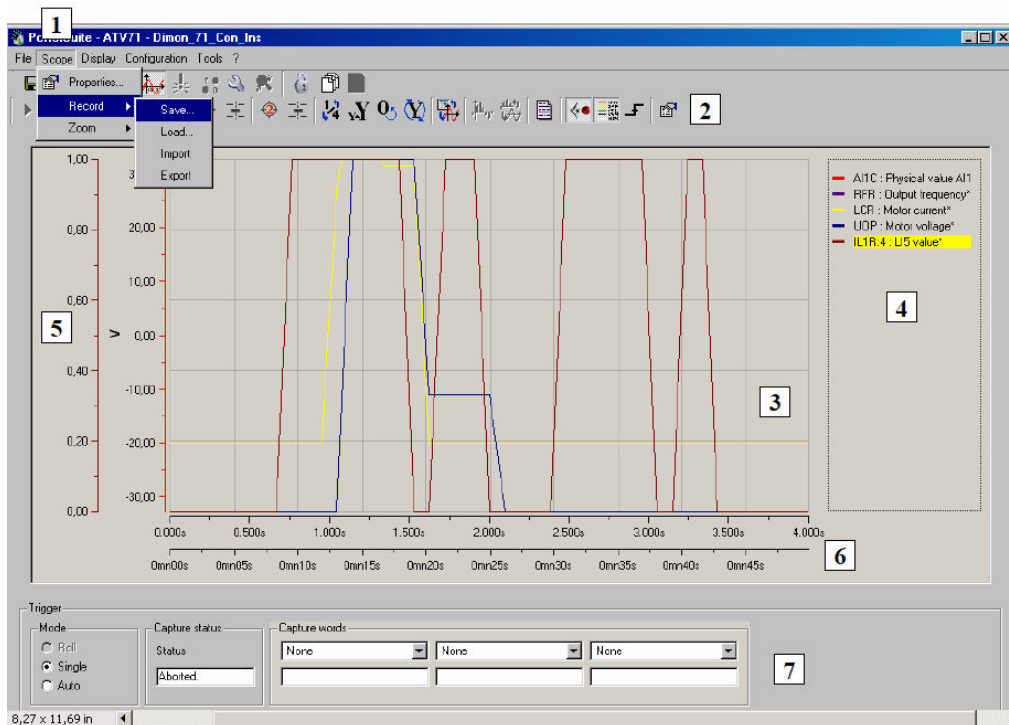 1
PowerSuite - ATV71 - Dimon_71_Con_Ins
File Scope Display Configuration Tools ?
Properties...
Record
Zoom
Save...
Load...
Import
Export
2
1,00
0,80
0,60
0,40
0,20
0,00
5
V
20,00
10,00
0,00
-10,00
-20,00
-30,00
AI1C : Physical value AI1
RFR : Output frequency*
LCR : Motor current*
UOP : Motor voltage*
IL1R:4 : LI5 value*
4
3
0.000s 0.500s 1.000s 1.500s 2.000s 2.500s 3.000s 3.500s 4.000s
0mn00s 0mn05s 0mn10s 0mn15s 0mn20s 0mn25s 0mn30s 0mn35s 0mn40s 0mn45s
6
Trigger
Mode
Roll
Single
Auto
Capture status
Status
Aborted.
Capture words
None None None
7
8,27 x 11,69 in